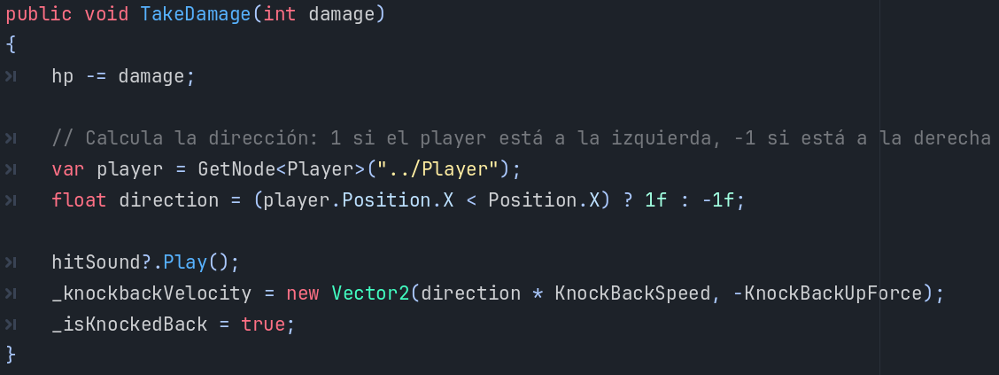 public void TakeDamage(int damage)
{
hp -= damage;
// Calcula la dirección: 1 si el player está a la izquierda, -1 si está a la derecha
var player = GetNode<Player>("../Player");
float direction = (player.Position.X < Position.X) ? 1f : -1f;
hitSound?.Play();
_knockbackVelocity = new Vector2(direction * KnockBackSpeed, -KnockBackUpForce);
_isKnockedBack = true;
}